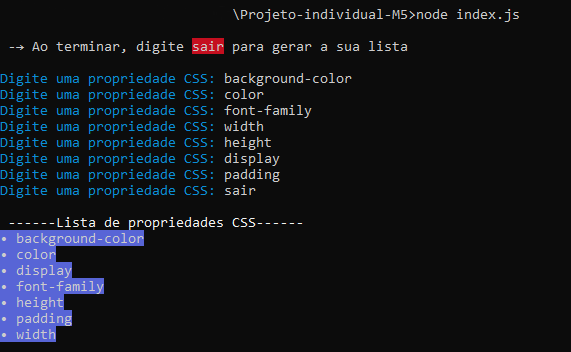 \Projeto-individual-M5>node index.js
--> Ao terminar, digite sair para gerar a sua lista
Digite uma propriedade CSS: background-color
Digite uma propriedade CSS: color
Digite uma propriedade CSS: font-family
Digite uma propriedade CSS: width
Digite uma propriedade CSS: height
Digite uma propriedade CSS: display
Digite uma propriedade CSS: padding
Digite uma propriedade CSS: sair
------Lista de propriedades CSS------
• background-color
• color
• display
• font-family
• height
• padding
• width